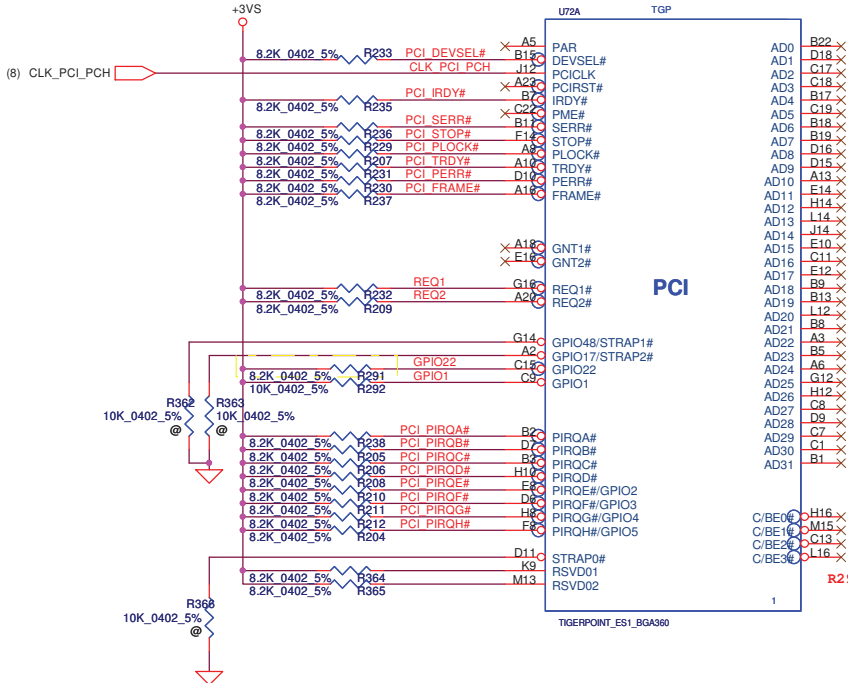 +3VS
U72A TGP
A5 PAR AD0 B22
8.2K_0402_5% R233 PCI_DEVSEL# B15 DEVSEL# AD1 D18
(8) CLK_PCI_PCH CLK_PCI_PCH J12 PCICLK AD2 C17
A23 PCIRST# AD3 C18
8.2K_0402_5% R235 PCI_IRDY# B7 IRDY# AD4 B17
C22 PME# AD5 C19
8.2K_0402_5% R236 PCI_SERR# B11 SERR# AD6 B18
8.2K_0402_5% R229 PCI_STOP# F14 STOP# AD7 B19
8.2K_0402_5% R207 PCI_PLOCK# A8 PLOCK# AD8 D16
8.2K_0402_5% R231 PCI_TRDY# A10 TRDY# AD9 D15
8.2K_0402_5% R230 PCI_PERR# D10 PERR# AD10 A13
8.2K_0402_5% R237 PCI_FRAME# A16 FRAME# AD11 E14
AD12 H14
AD13 L14
AD14 J14
A18 GNT1# AD15 E10
E16 GNT2# AD16 C11
AD17 E12
8.2K_0402_5% R232 REQ1 G16 REQ1# PCI AD18 B9
8.2K_0402_5% R209 REQ2 A20 REQ2# AD19 B13
AD20 L12
AD21 B8
G14 GPIO48/STRAP1# AD22 A3
A2 GPIO17/STRAP2# AD23 B5
8.2K_0402_5% R291 GPIO22 C15 GPIO22 AD24 A6
10K_0402_5% R292 GPIO1 C9 GPIO1 AD25 G12
AD26 H12
R362 R363 AD27 C8
10K_0402_5% 10K_0402_5% AD28 D9
@ @
8.2K_0402_5% R238 PCI_PIRQA# B2 PIRQA# AD29 C7
8.2K_0402_5% R205 PCI_PIRQB# D7 PIRQB# AD30 C1
8.2K_0402_5% R206 PCI_PIRQC# B3 PIRQC# AD31 B1
8.2K_0402_5% R208 PCI_PIRQD# H10 PIRQD#
8.2K_0402_5% R210 PCI_PIRQE# E8 PIRQE#/GPIO2
8.2K_0402_5% R211 PCI_PIRQF# D6 PIRQF#/GPIO3
8.2K_0402_5% R212 PCI_PIRQG# H8 PIRQG#/GPIO4 C/BE0# H16
8.2K_0402_5% R204 PCI_PIRQH# F8 PIRQH#/GPIO5 C/BE1# M15
C/BE2# C13
D11 STRAP0# C/BE3# L16
8.2K_0402_5% R364 K9 RSVD01
8.2K_0402_5% R365 M13 RSVD02
R366
10K_0402_5%
@
1
TIGERPOINT_ES1_BGA360